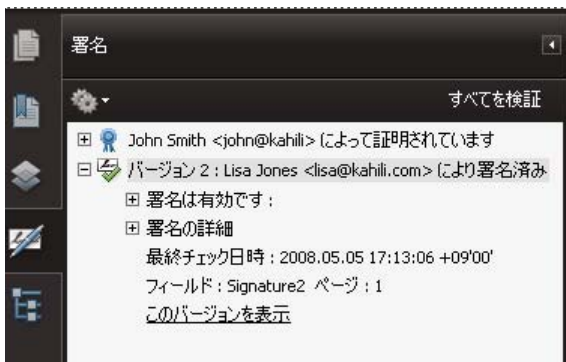 署名
すべてを検証
John Smith <john@kahili> によって証明されています
バージョン 2 : Lisa Jones <lisa@kahili.com> により署名済み
署名は有効です :
署名の詳細
最終チェック日時 : 2008.05.05 17:13:06 +09'00'
フィールド : Signature2 ページ : 1
このバージョンを表示